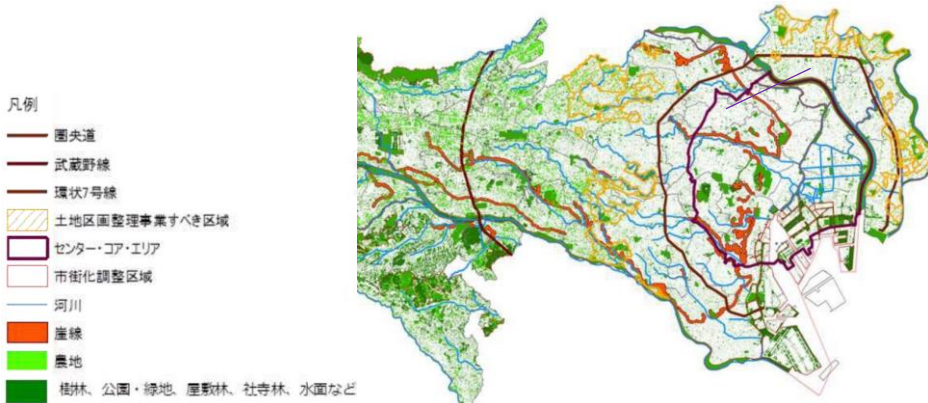 凡例
圏央道
武蔵野線
環状7号線
土地区画整理事業すべき区域
センター・コア・エリア
市街化調整区域
河川
崖線
農地
樹林、公園・緑地、屋敷林、社寺林、水面など